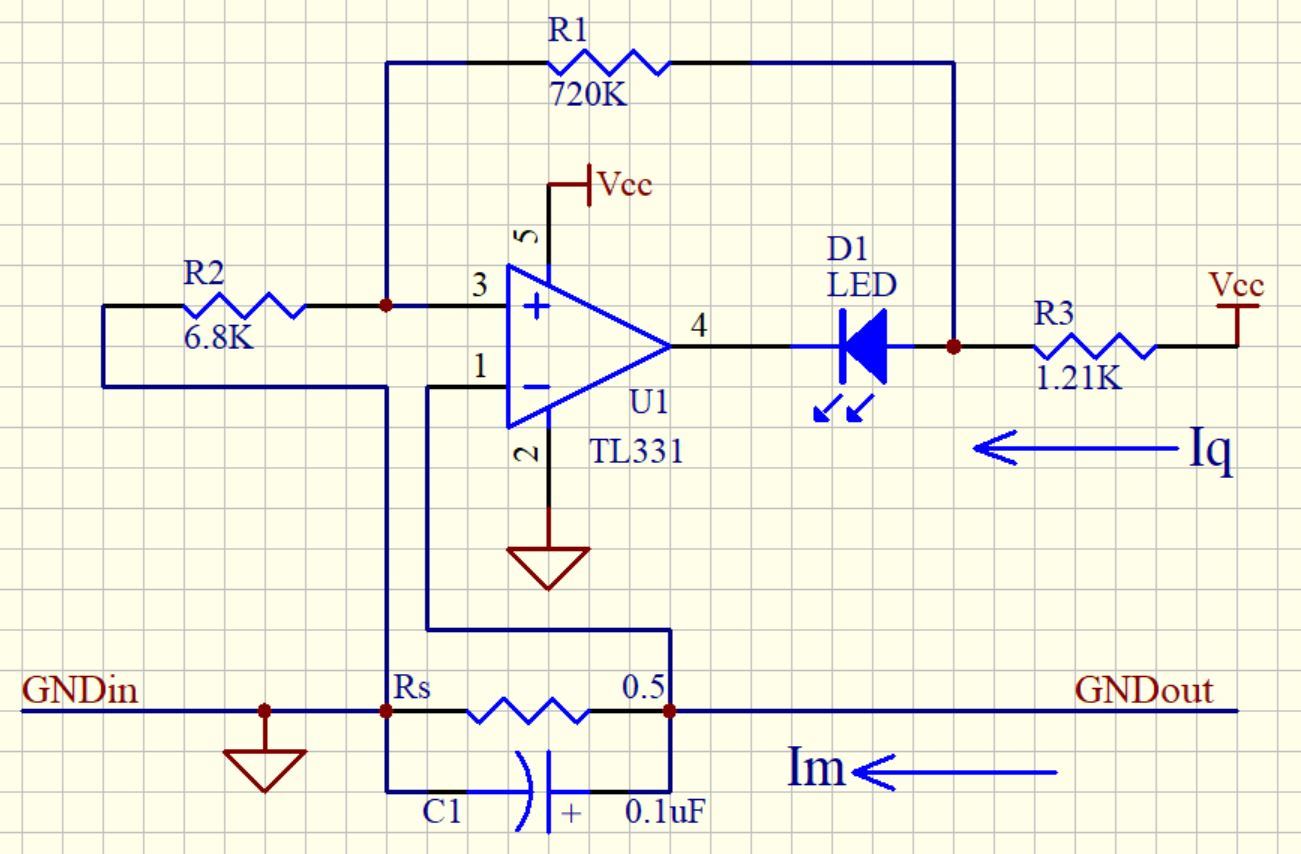 R1
720K
Vcc
5
D1
LED
R2
6.8K
3
+
4
Vcc
R3
1.21K
1
−
U1
TL331
2
Iq
GNDin
Rs
0.5
GNDout
Im
C1
+
0.1uF